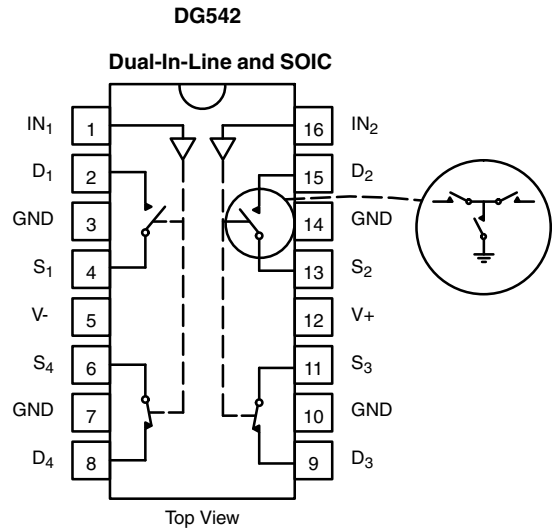 DG542
Dual-In-Line and SOIC
IN1 1 16 IN2
D1 2 15 D2
GND 3 14 GND
S1 4 13 S2
V- 5 12 V+
S4 6 11 S3
GND 7 10 GND
D4 8 9 D3
Top View